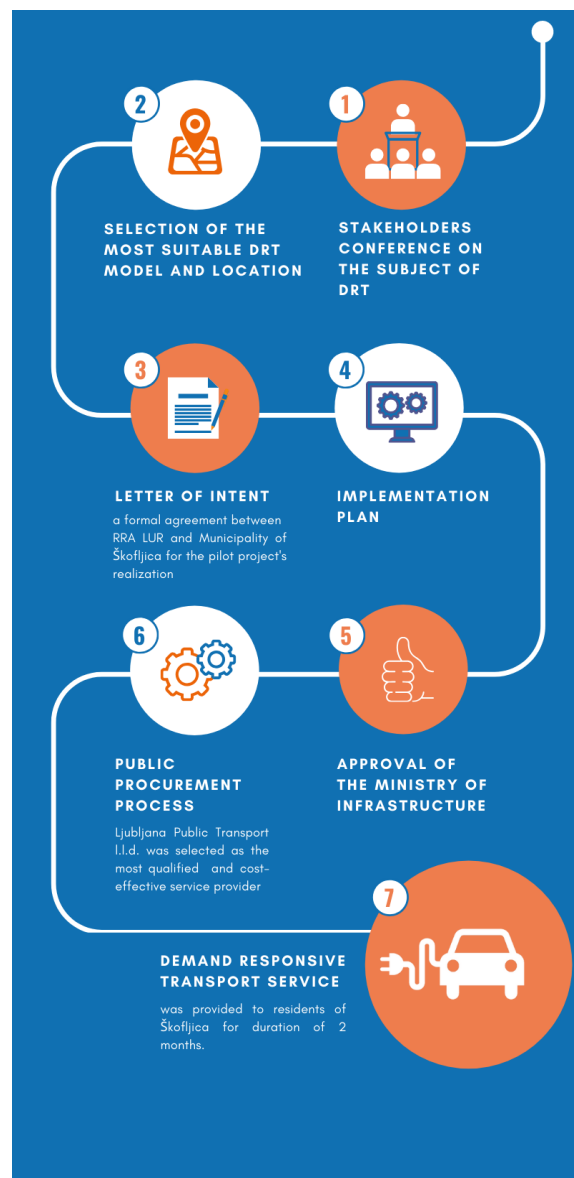 1
STAKEHOLDERS
CONFERENCE ON
THE SUBJECT OF
DRT
2
SELECTION OF THE
MOST SUITABLE DRT
MODEL AND LOCATION
3
LETTER OF INTENT
a formal agreement between
RRA LUR and Municipality of
Škofljica for the pilot project's
realization
4
IMPLEMENTATION
PLAN
5
APPROVAL OF
THE MINISTRY OF
INFRASTRUCTURE
6
PUBLIC
PROCUREMENT
PROCESS
Ljubljana Public Transport
l.l.d. was selected as the
most qualified and cost-
effective service provider
7
DEMAND RESPONSIVE
TRANSPORT SERVICE
was provided to residents of
Škofljica for duration of 2
months.